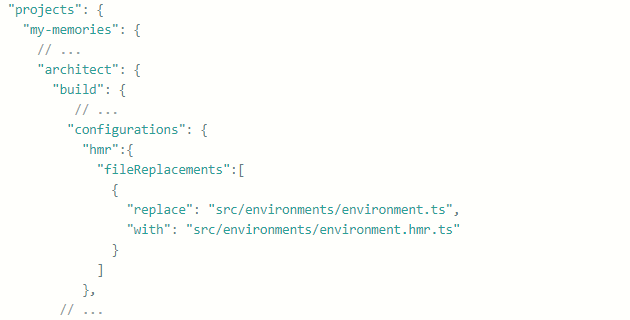 "projects": {
"my-memories": {
// ...
"architect": {
"build": {
// ...
"configurations": {
"hmr":{
"fileReplacements":[
{
"replace": "src/environments/environment.ts",
"with": "src/environments/environment.hmr.ts"
}
]
},
// ...